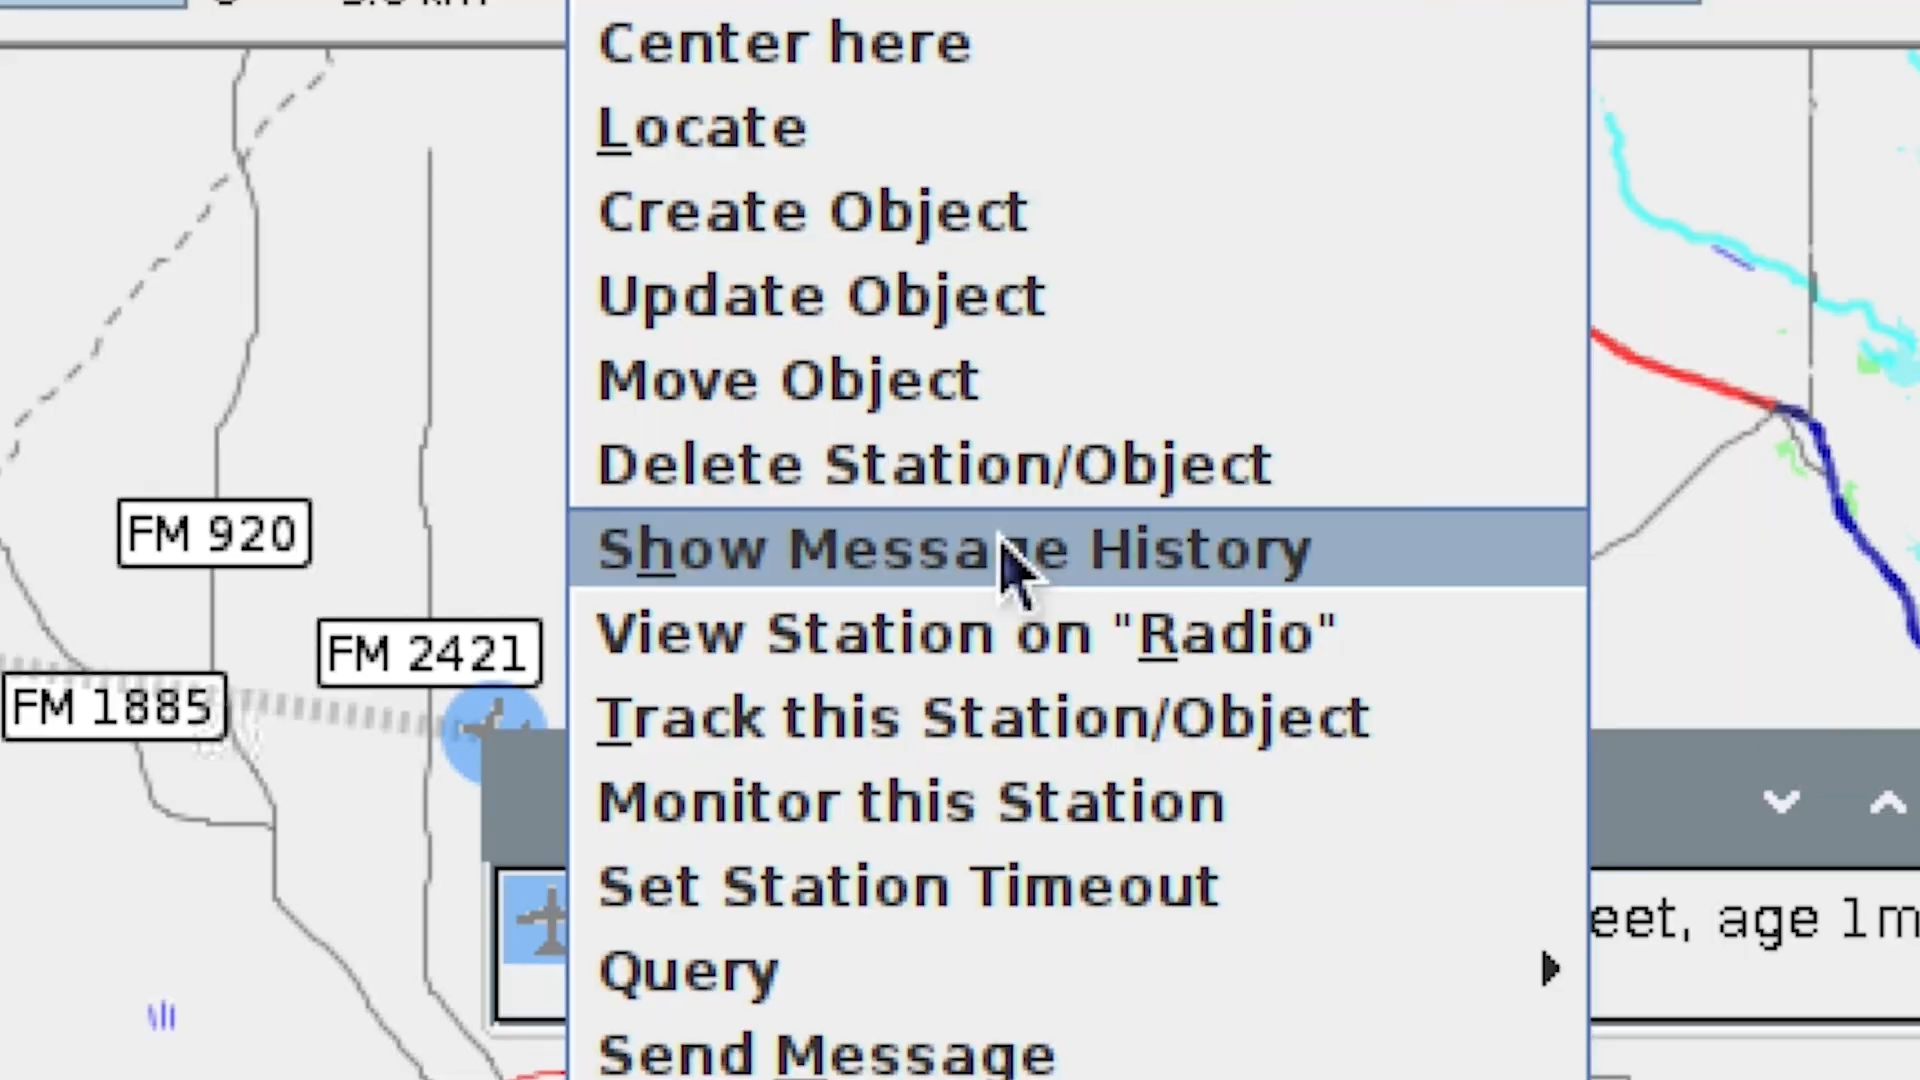 Center here
Locate
Create Object
Update Object
Move Object
Delete Station/Object
Show Message History
View Station on "Radio"
Track this Station/Object
Monitor this Station
Set Station Timeout
Query
Send Message
FM 920
FM 2421
FM 1885
eet, age 1m